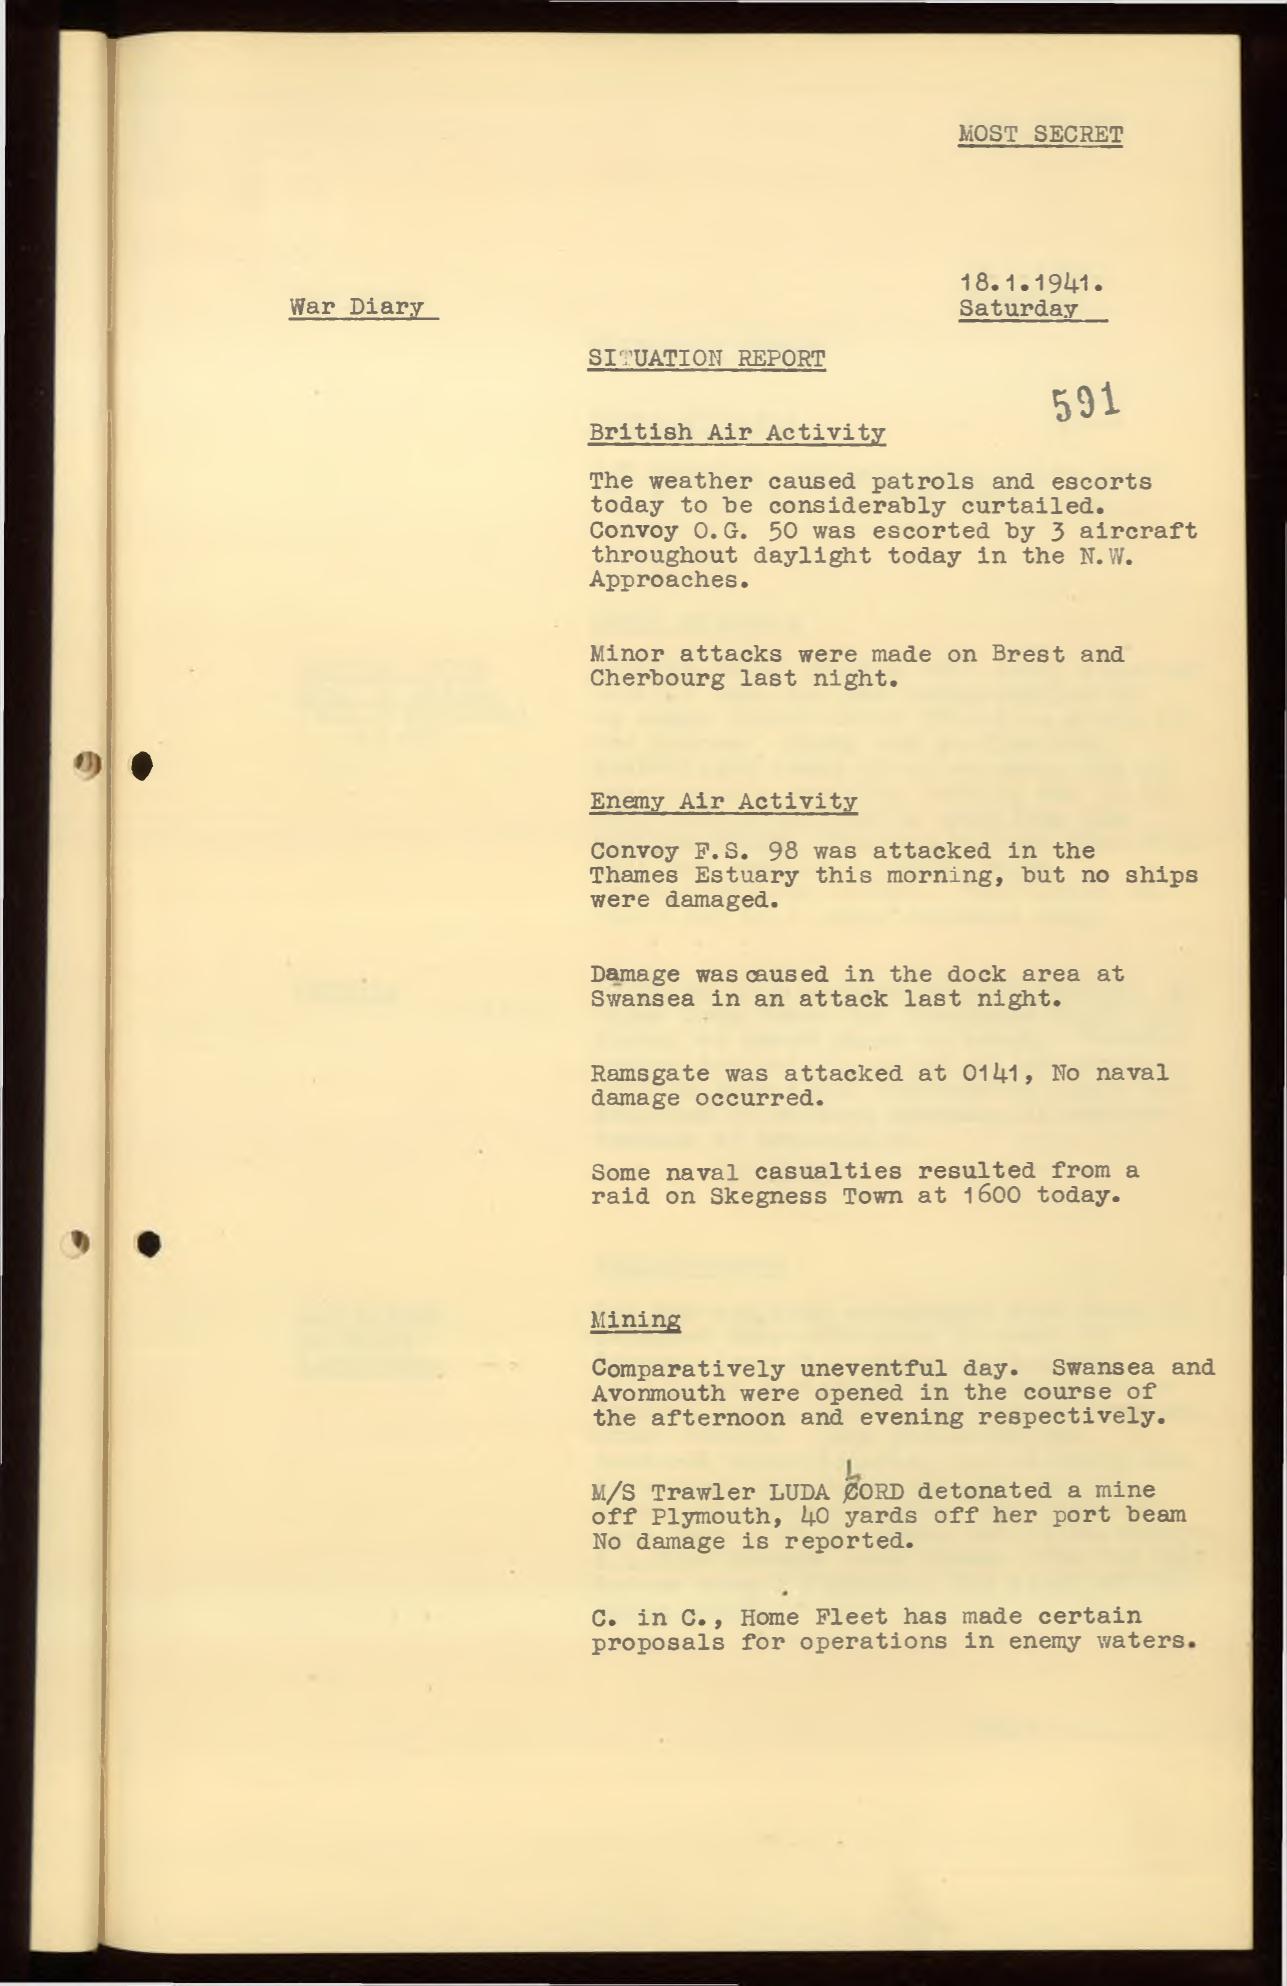 MOST SECRET
18.1.1941.
War Diary
Saturday
SITUATION REPORT
591
British Air Activity
The weather caused patrols and escorts
today to be considerably curtailed.
Convoy O.G. 50 was escorted by 3 aircraft
throughout daylight today in the N.W.
Approaches.
Minor attacks were made on Brest and
Cherbourg last night.
Enemy Air Activity
Convoy F.S. 98 was attacked in the
Thames Estuary this morning, but no ships
were damaged.
Damage was caused in the dock area at
Swansea in an attack last night.
Ramsgate was attacked at 0141, No naval
damage occurred.
Some naval casualties resulted from a
raid on Skegness Town at 1600 today.
Mining
Comparatively uneventful day. Swansea and
Avonmouth were opened in the course of
the afternoon and evening respectively.
L
M/S Trawler LUDA CORD detonated a mine
off Plymouth, 40 yards off her port beam
No damage is reported.
C. in C., Home Fleet has made certain
proposals for operations in enemy waters.